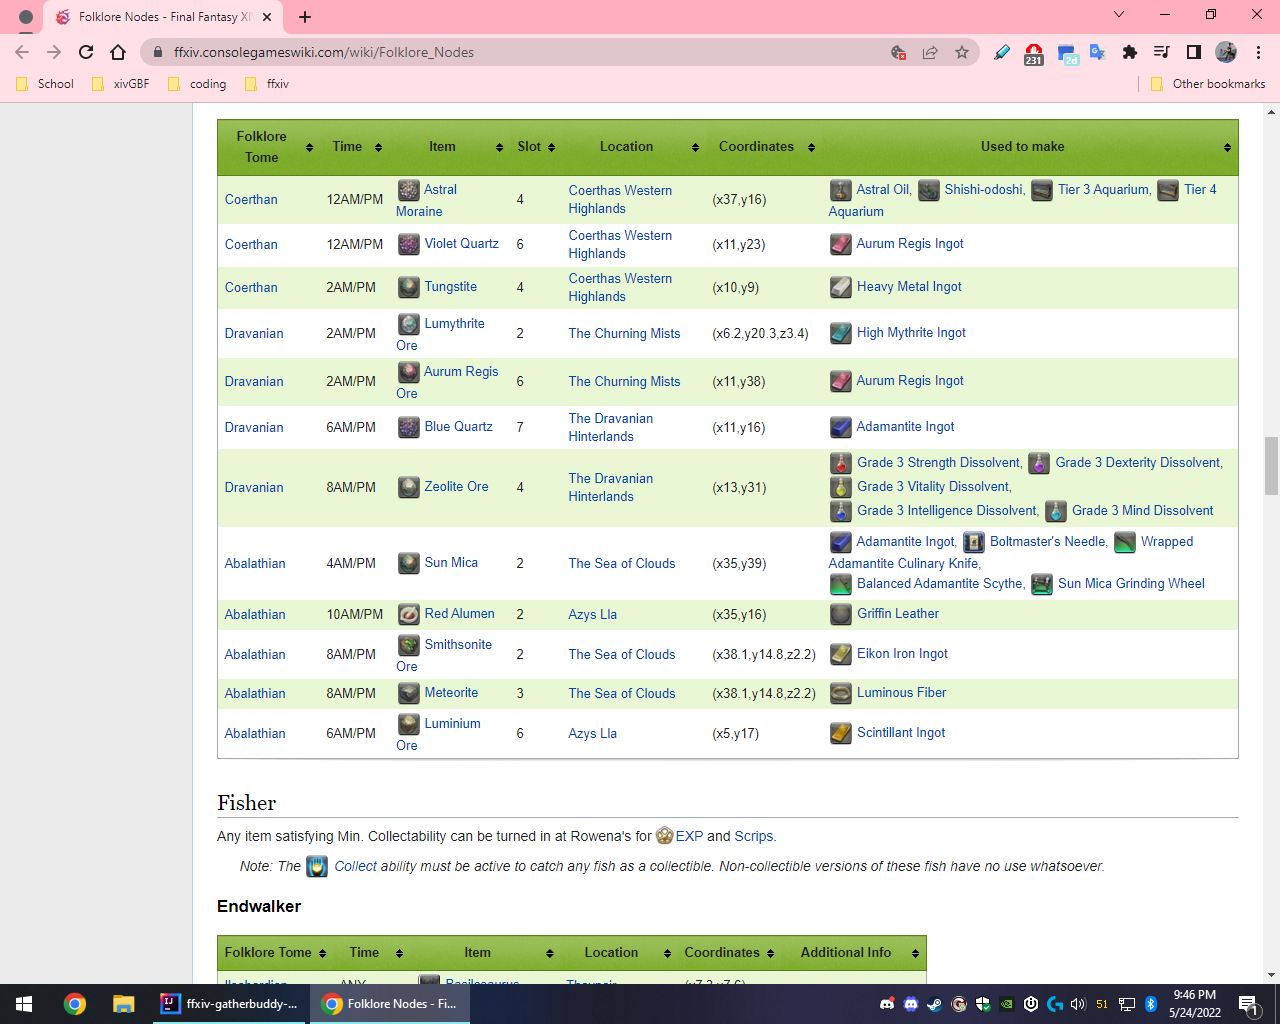 Folklore Nodes - Final Fantasy XIV
ffxiv.consolegameswiki.com/wiki/Folklore_Nodes
231
2d
School xivGBF coding ffxiv Other bookmarks
Folklore Tome Time Item Slot Location Coordinates Used to make
Coerthan 12AM/PM Astral Moraine 4 Coerthas Western Highlands (x37,y16) Astral Oil, Shishi-odoshi, Tier 3 Aquarium, Tier 4 Aquarium
Coerthan 12AM/PM Violet Quartz 6 Coerthas Western Highlands (x11,y23) Aurum Regis Ingot
Coerthan 2AM/PM Tungstite 4 Coerthas Western Highlands (x10,y9) Heavy Metal Ingot
Dravanian 2AM/PM Lumythrite Ore 2 The Churning Mists (x6.2,y20.3,z3.4) High Mythrite Ingot
Dravanian 2AM/PM Aurum Regis Ore 6 The Churning Mists (x11,y38) Aurum Regis Ingot
Dravanian 6AM/PM Blue Quartz 7 The Dravanian Hinterlands (x11,y16) Adamantite Ingot
Dravanian 8AM/PM Zeolite Ore 4 The Dravanian Hinterlands (x13,y31) Grade 3 Strength Dissolvent, Grade 3 Dexterity Dissolvent, Grade 3 Vitality Dissolvent, Grade 3 Intelligence Dissolvent, Grade 3 Mind Dissolvent
Abalathian 4AM/PM Sun Mica 2 The Sea of Clouds (x35,y39) Adamantite Ingot, Boltmaster's Needle, Wrapped Adamantite Culinary Knife, Balanced Adamantite Scythe, Sun Mica Grinding Wheel
Abalathian 10AM/PM Red Alumen 2 Azys Lla (x35,y16) Griffin Leather
Abalathian 8AM/PM Smithsonite Ore 2 The Sea of Clouds (x38.1,y14.8,z2.2) Eikon Iron Ingot
Abalathian 8AM/PM Meteorite 3 The Sea of Clouds (x38.1,y14.8,z2.2) Luminous Fiber
Abalathian 6AM/PM Luminium Ore 6 Azys Lla (x5,y17) Scintillant Ingot
Fisher
Any item satisfying Min. Collectability can be turned in at Rowena's for EXP and Scrips.
Note: The Collect ability must be active to catch any fish as a collectible. Non-collectible versions of these fish have no use whatsoever.
Endwalker
Folklore Tome Time Item Location Coordinates Additional Info
ffxiv-gatherbuddy-... Folklore Nodes - Fi... 51 9:46 PM
5/24/2022
1